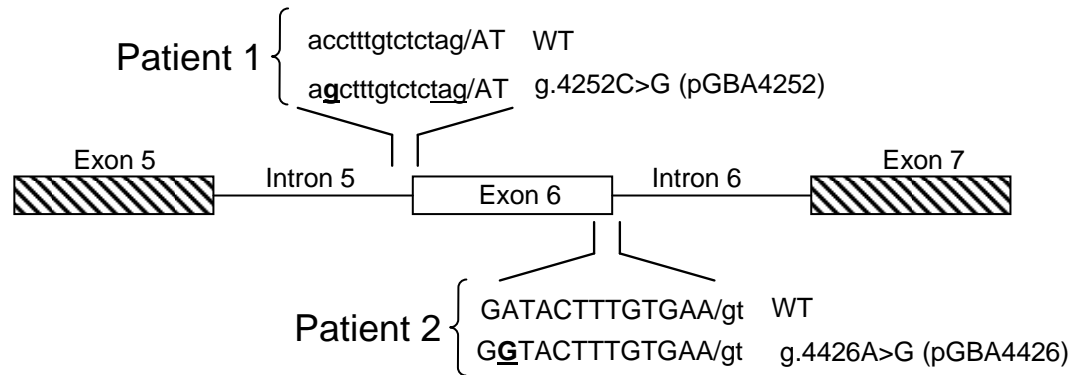 Patient 1
acctttgtctctag/AT WT
agctttgtctctag/AT g.4252C>G (pGBA4252)
Exon 5 Intron 5 Exon 6 Intron 6 Exon 7
Patient 2
GATACTTTGTGAA/gt WT
GGTACTTTGTGAA/gt g.4426A>G (pGBA4426)